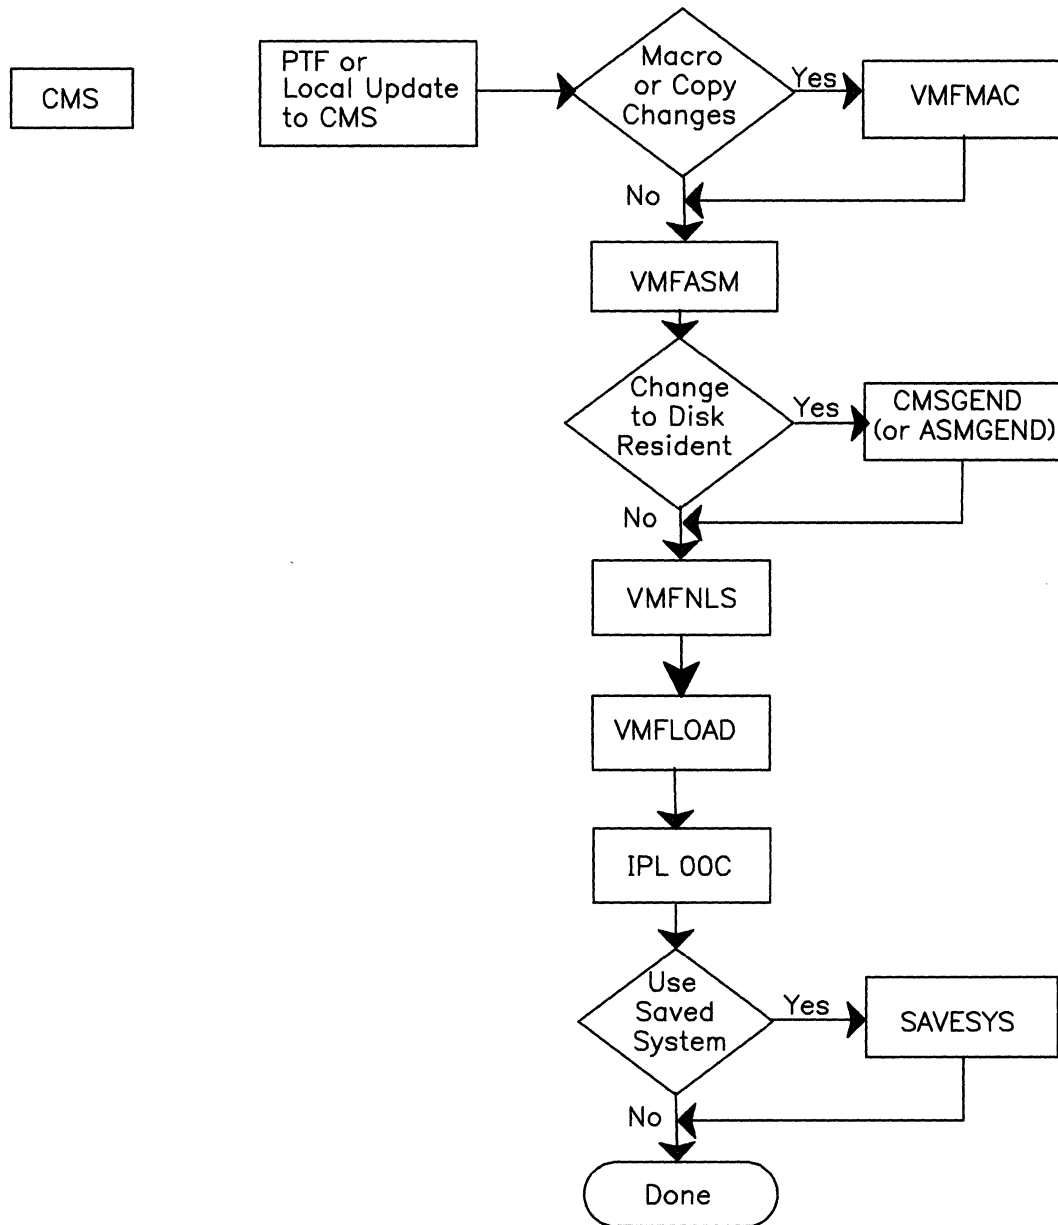 CMS
PTF or
Local Update
to CMS
Macro
or Copy
Changes
Yes
VMFMAC
No
VMFASM
Change
to Disk
Resident
Yes
CMSGEND
(or ASMGEND)
No
VMFNLS
VMFLOAD
IPL 00C
Use
Saved
System
Yes
SAVESYS
No
Done